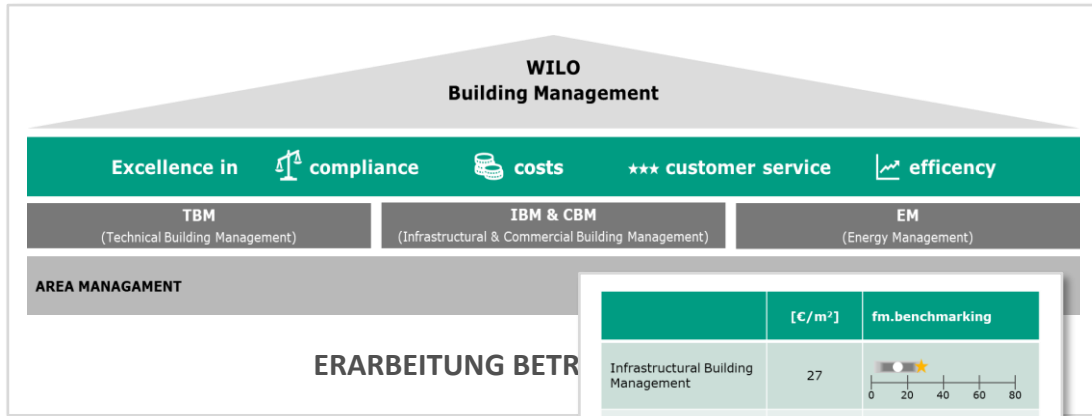 WILO
Building Management
Excellence in compliance costs ★★★ customer service efficency
TBM
(Technical Building Management)
IBM & CBM
(Infrastructural & Commercial Building Management)
EM
(Energy Management)
AREA MANAGAMENT
ERARBEITUNG BETR
[€/m²] fm.benchmarking
Infrastructural Building
Management
27
0 20 40 60 80